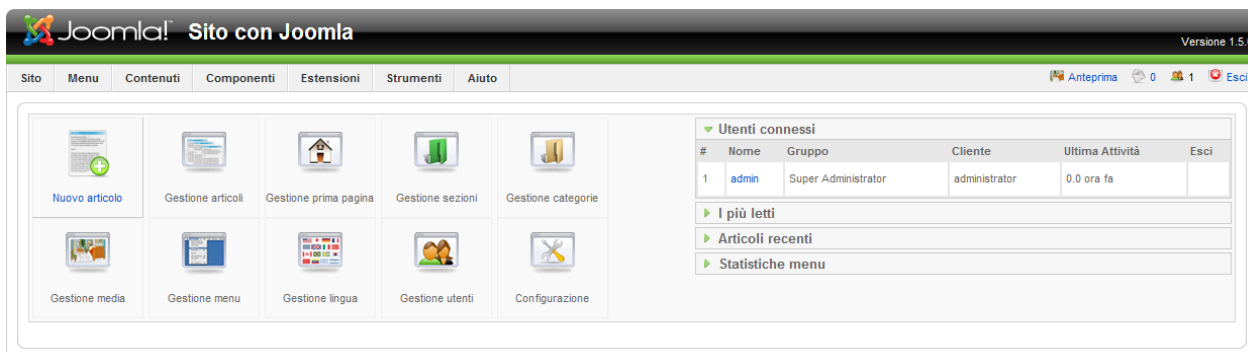 Joomla! Sito con Joomla
Versione 1.5.
Sito Menu Contenuti Componenti Estensioni Strumenti Aiuto
Anteprima 0 1 Esci
Nuovo articolo Gestione articoli Gestione prima pagina Gestione sezioni Gestione categorie
Gestione media Gestione menu Gestione lingua Gestione utenti Configurazione
Utenti connessi
# Nome Gruppo Cliente Ultima Attività Esci
1 admin Super Administrator administrator 0.0 ora fa
I più letti
Articoli recenti
Statistiche menu